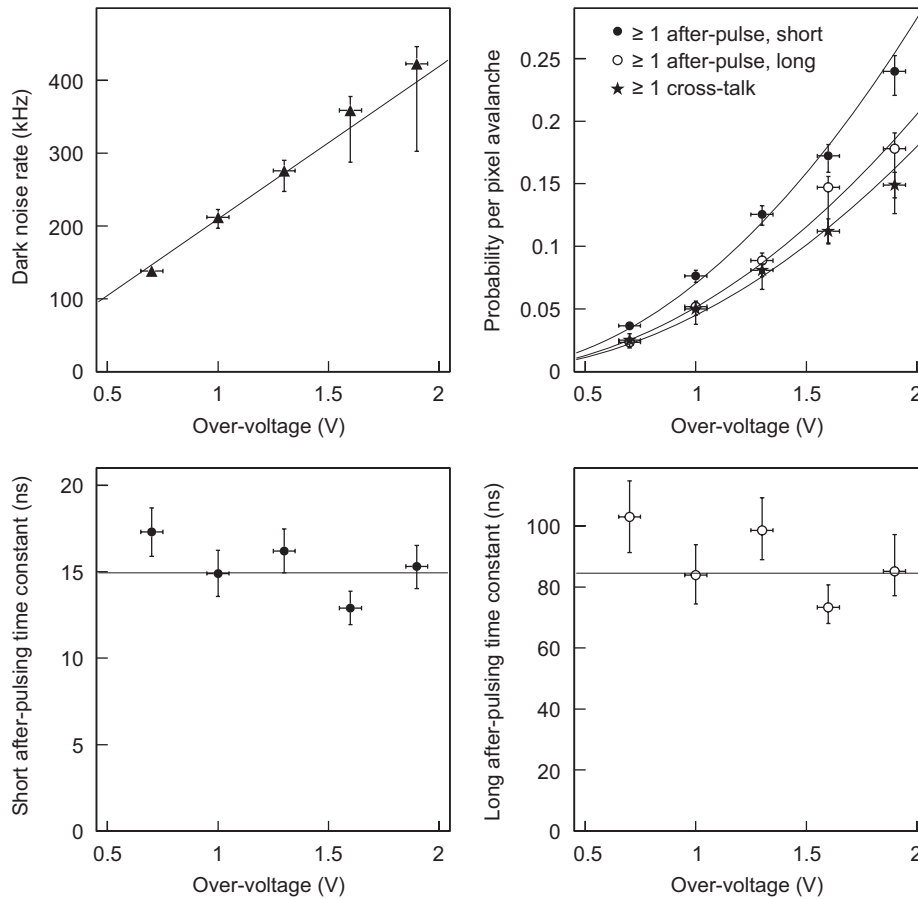 Dark noise rate (kHz)
400
300
200
100
0
0.5 1 1.5 2
Over-voltage (V)
Probability per pixel avalanche
0.25
0.2
0.15
0.1
0.05
0
≥ 1 after-pulse, short
≥ 1 after-pulse, long
≥ 1 cross-talk
0.5 1 1.5 2
Over-voltage (V)
Short after-pulsing time constant (ns)
20
15
10
5
0
0.5 1 1.5 2
Over-voltage (V)
Long after-pulsing time constant (ns)
100
80
60
40
20
0
0.5 1 1.5 2
Over-voltage (V)